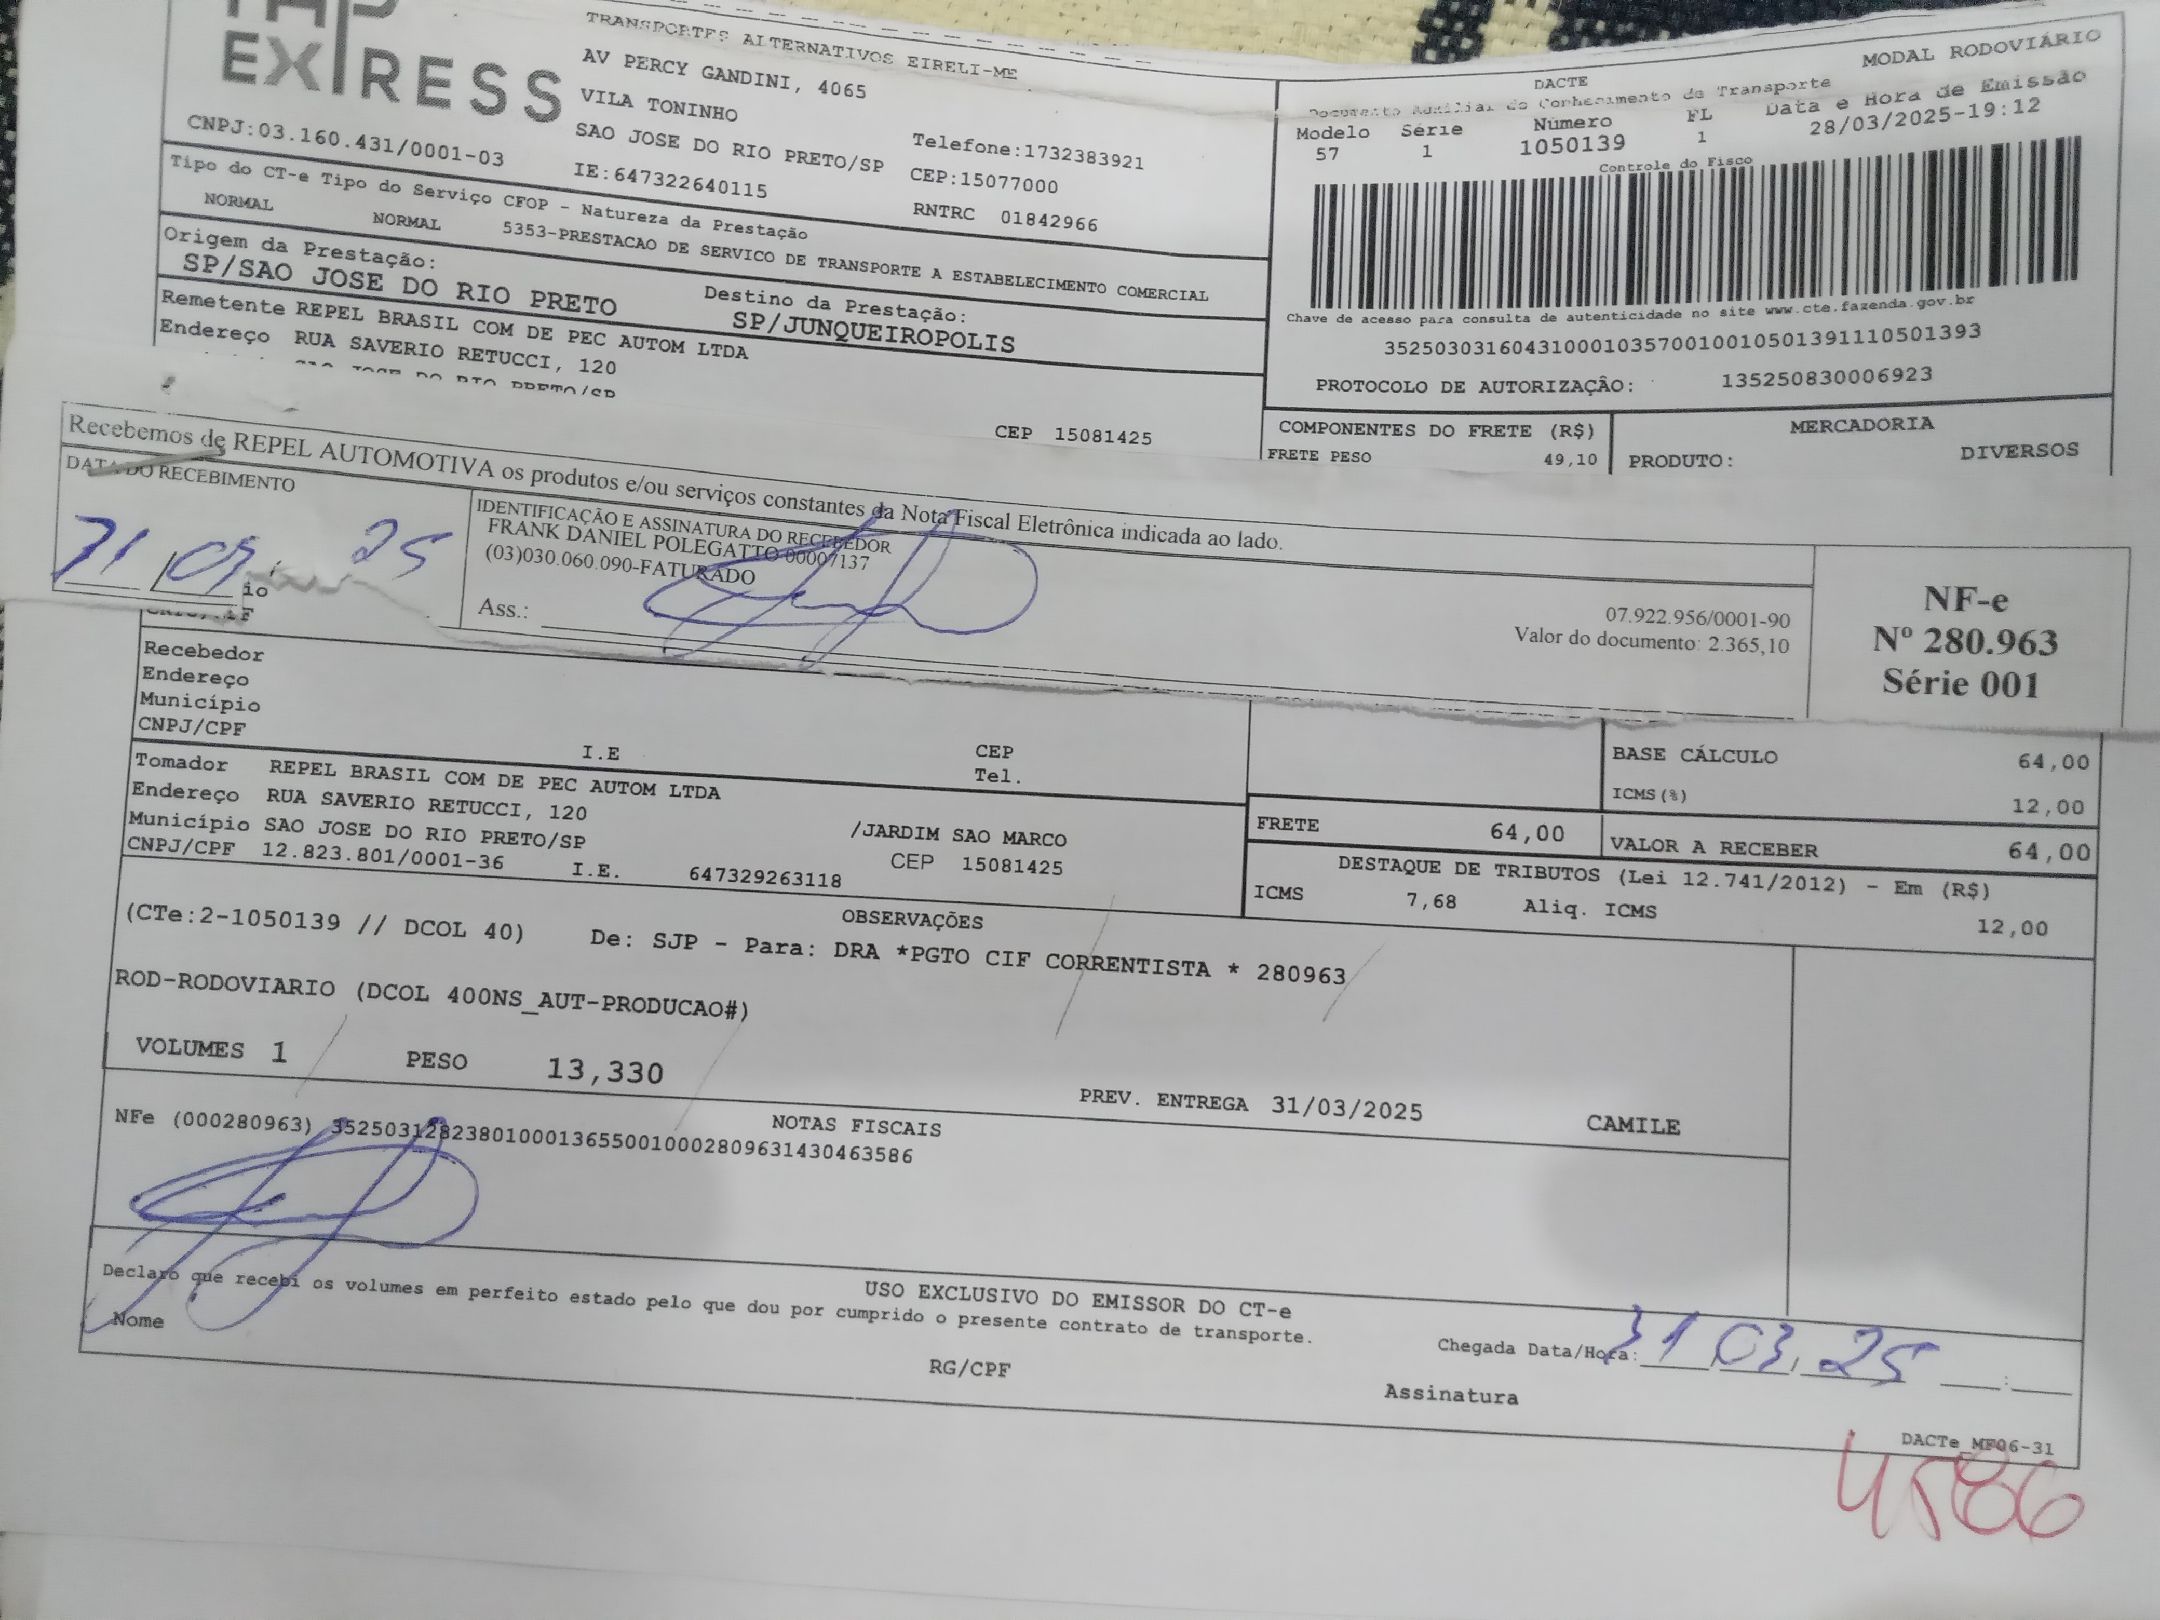 EXPRESS
TRANSPORTES ALTERNATIVOS EIRELI-ME
AV PERCY GANDINI, 4065
VILA TONINHO
SAO JOSE DO RIO PRETO/SP
IE:647322640115
Telefone:1732383921
CEP:15077000
RNTRC 01842966
CNPJ:03.160.431/0001-03
DACTE
MODAL RODOVIÁRIO
Documento Auxiliar do Conhecimento de Transporte
Modelo Série Número FL Data e Hora de Emissão
57 1 1050139 1 28/03/2025-19:12
Controle do Fisco
Chave de acesso para consulta de autenticidade no site www.cte.fazenda.gov.br
35250303160431000103570010010501391110501393
PROTOCOLO DE AUTORIZAÇÃO: 135250830006923
Tipo do CT-e Tipo do Serviço CFOP - Natureza da Prestação
NORMAL NORMAL 5353-PRESTACAO DE SERVICO DE TRANSPORTE A ESTABELECIMENTO COMERCIAL
Origem da Prestação: Destino da Prestação:
SP/SAO JOSE DO RIO PRETO SP/JUNQUEIROPOLIS
Remetente REPEL BRASIL COM DE PEC AUTOM LTDA
Endereço RUA SAVERIO RETUCCI, 120
SAO JOSE DO RIO PRETO/SP
CEP 15081425
COMPONENTES DO FRETE (R$) MERCADORIA
FRETE PESO 49,10 PRODUTO: DIVERSOS
Recebemos de REPEL AUTOMOTIVA os produtos e/ou serviços constantes da Nota Fiscal Eletrônica indicada ao lado.
DATA DO RECEBIMENTO
31/03 25
IDENTIFICAÇÃO E ASSINATURA DO RECEBEDOR
FRANK DANIEL POLEGATTO 00007137
(03)030.060.090-FATURADO
Ass.:
07.922.956/0001-90
Valor do documento: 2.365,10
NF-e
Nº 280.963
Série 001
Recebedor
Endereço
Município
CNPJ/CPF I.E CEP
Tel.
Tomador REPEL BRASIL COM DE PEC AUTOM LTDA
Endereço RUA SAVERIO RETUCCI, 120
Município SAO JOSE DO RIO PRETO/SP /JARDIM SAO MARCO
CNPJ/CPF 12.823.801/0001-36 I.E. 647329263118 CEP 15081425
BASE CÁLCULO 64,00
ICMS(%) 12,00
FRETE 64,00 VALOR A RECEBER 64,00
DESTAQUE DE TRIBUTOS (Lei 12.741/2012) - Em (R$)
ICMS 7,68 Aliq. ICMS 12,00
OBSERVAÇÕES
(CTe:2-1050139 // DCOL 40) De: SJP - Para: DRA *PGTO CIF CORRENTISTA * 280963
ROD-RODOVIARIO (DCOL 400NS_AUT-PRODUCAO#)
VOLUMES 1 PESO 13,330 PREV. ENTREGA 31/03/2025 CAMILE
NOTAS FISCAIS
NFe (000280963) 35250312823801000136550010002809631430463586
USO EXCLUSIVO DO EMISSOR DO CT-e
Declaro que recebi os volumes em perfeito estado pelo que dou por cumprido o presente contrato de transporte.
Nome RG/CPF Assinatura
Chegada Data/Hora: 31 03 25
DACTe_MF06-31
4586